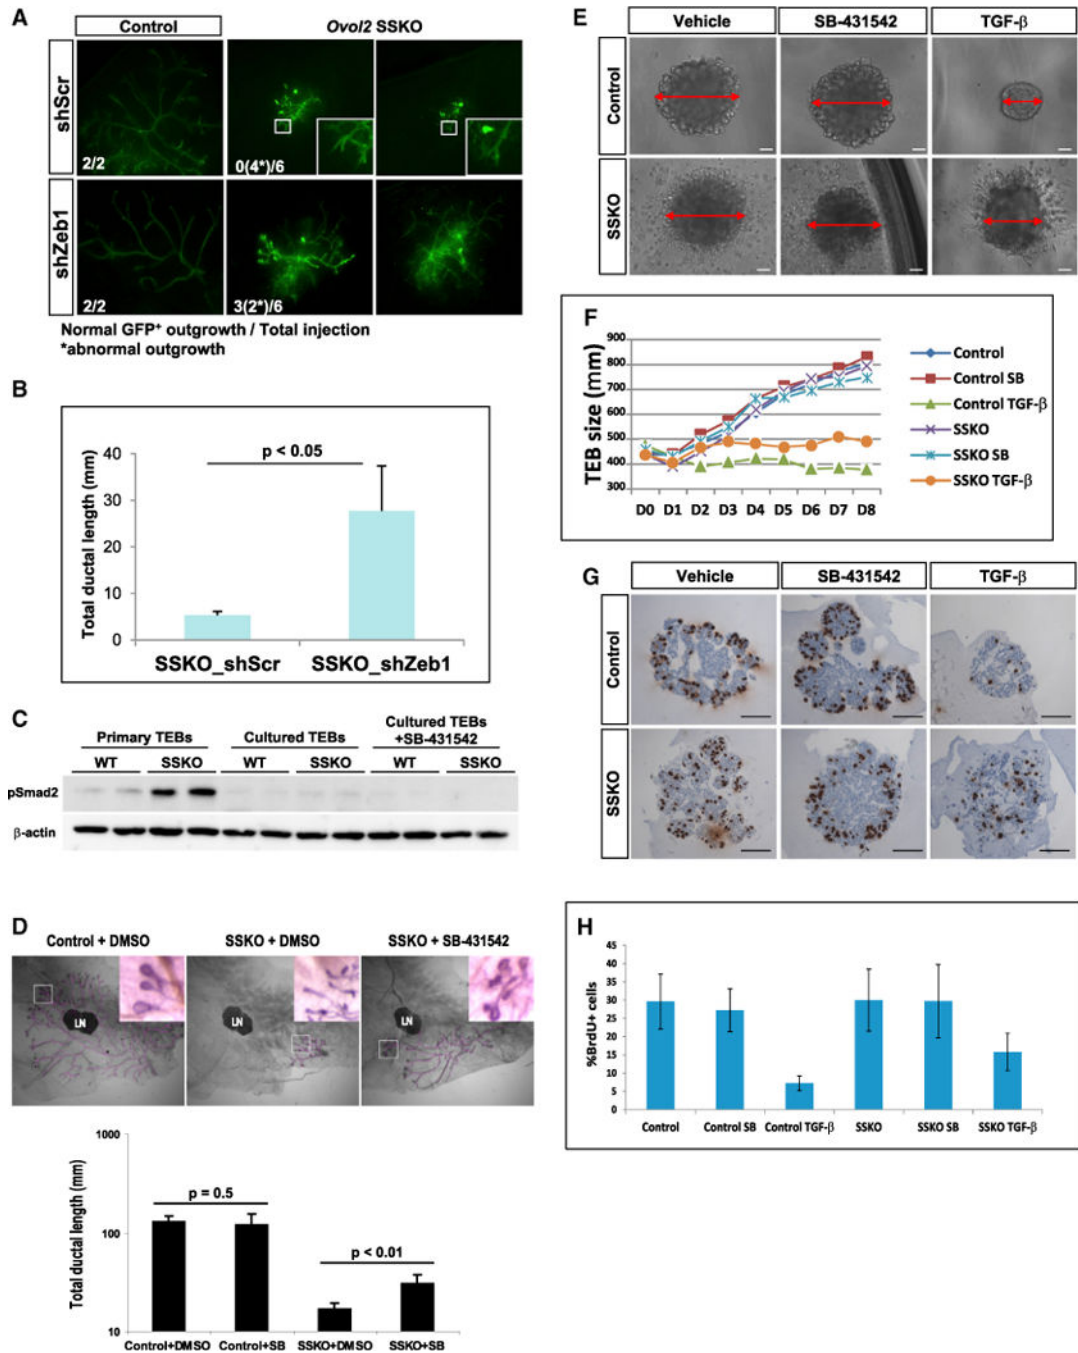 A
Control
Ovol2 SSKO
shScr
2/2
0(4*)/6
shZeb1
2/2
3(2*)/6
Normal GFP⁺ outgrowth / Total injection
*abnormal outgrowth
B
Total ductal length (mm)
40
30
20
10
0
p < 0.05
SSKO_shScr
SSKO_shZeb1
C
Primary TEBs
Cultured TEBs
Cultured TEBs
+SB-431542
WT
SSKO
WT
SSKO
WT
SSKO
pSmad2
β-actin
D
Control + DMSO
SSKO + DMSO
SSKO + SB-431542
LN
LN
LN
Total ductal length (mm)
1000
100
10
p = 0.5
p < 0.01
Control+DMSO
Control+SB
SSKO+DMSO
SSKO+SB
E
Vehicle
SB-431542
TGF-β
Control
SSKO
F
TEB size (mm)
900
800
700
600
500
400
300
D0 D1 D2 D3 D4 D5 D6 D7 D8
Control
Control SB
Control TGF-β
SSKO
SSKO SB
SSKO TGF-β
G
Vehicle
SB-431542
TGF-β
Control
SSKO
H
%BrdU+ cells
45
40
35
30
25
20
15
10
5
0
Control
Control SB
Control TGF-β
SSKO
SSKO SB
SSKO TGF-β